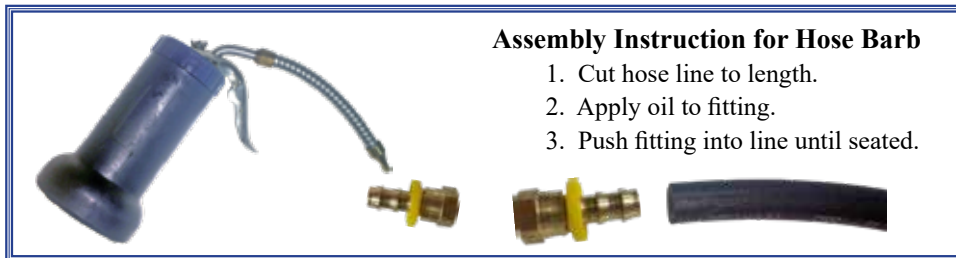 Assembly Instruction for Hose Barb
1. Cut hose line to length.
2. Apply oil to fitting.
3. Push fitting into line until seated.